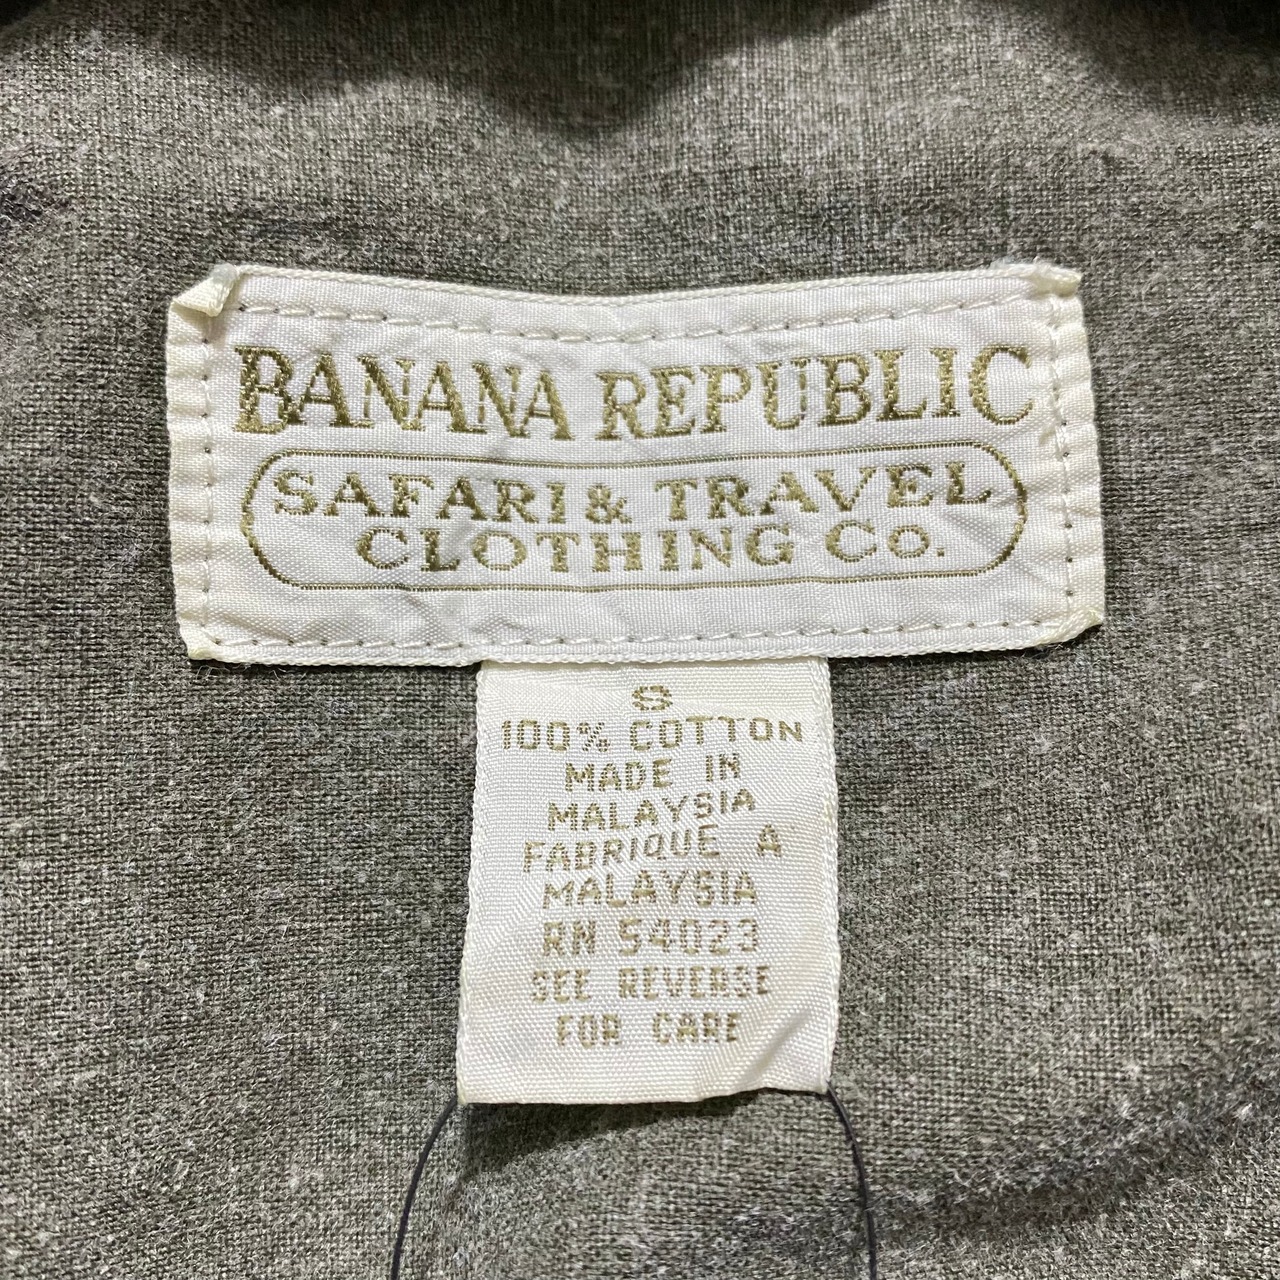 BANANA REPUBLIC
SAFARI & TRAVEL
CLOTHING CO.
S
100% COTTON
MADE IN
MALAYSIA
FABRIQUE A
MALAYSIA
RN 54023
SEE REVERSE
FOR CARE